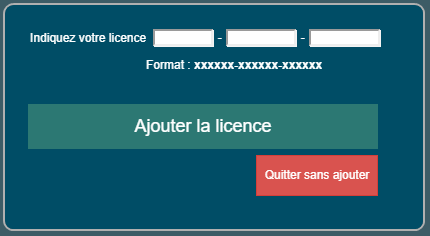 Indiquez votre licence - -
Format : xxxxxx-xxxxxx-xxxxxx
Ajouter la licence
Quitter sans ajouter